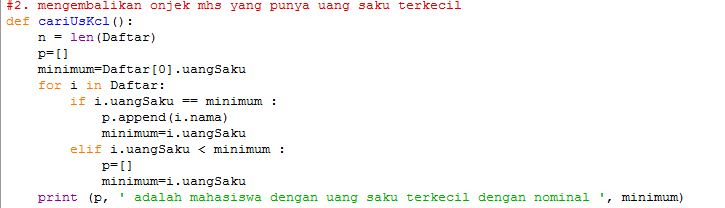 #2. mengembalikan onjek mhs yang punya uang saku terkecil
def cariUsKcl():
    n = len(Daftar)
    p=[]
    minimum=Daftar[0].uangSaku
    for i in Daftar:
        if i.uangSaku == minimum :
            p.append(i.nama)
            minimum=i.uangSaku
        elif i.uangSaku < minimum :
            p=[]
            minimum=i.uangSaku
    print (p, ' adalah mahasiswa dengan uang saku terkecil dengan nominal ', minimum)